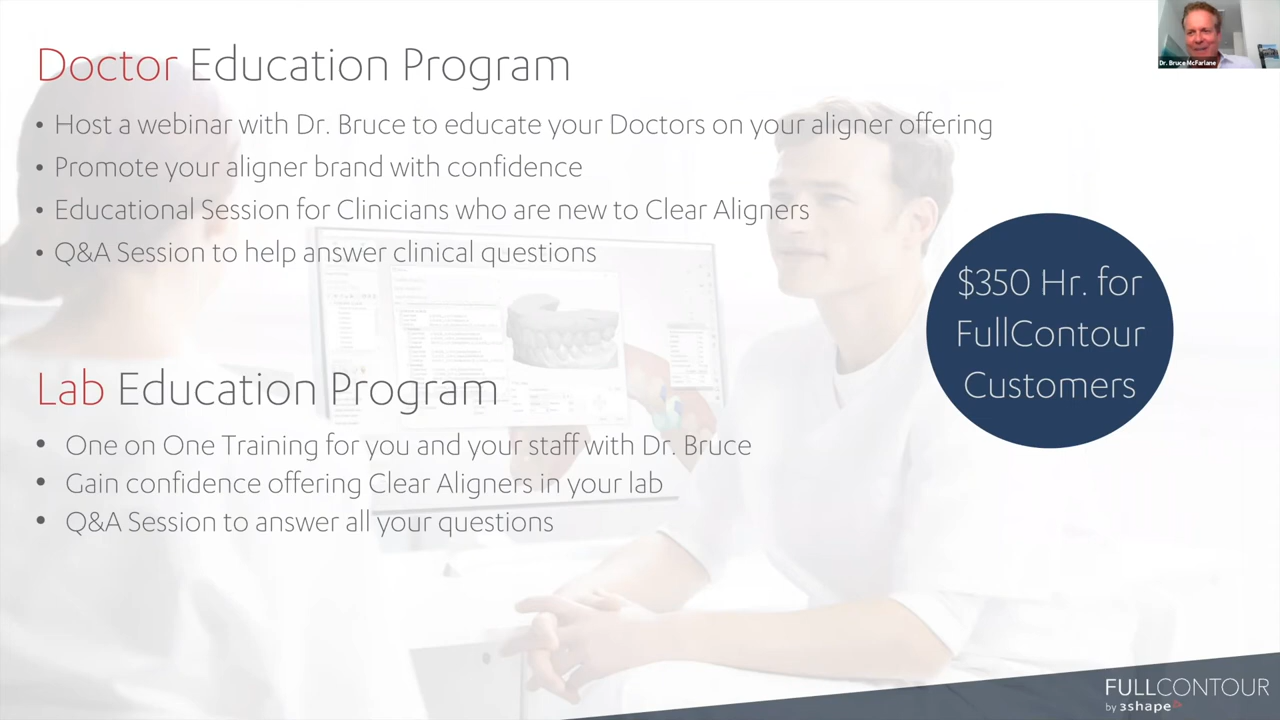 Dr. Bruce McFarlane
Doctor Education Program
• Host a webinar with Dr. Bruce to educate your Doctors on your aligner offering
• Promote your aligner brand with confidence
• Educational Session for Clinicians who are new to Clear Aligners
• Q&A Session to help answer clinical questions
$350 Hr. for
FullContour
Customers
Lab Education Program
• One on One Training for you and your staff with Dr. Bruce
• Gain confidence offering Clear Aligners in your lab
• Q&A Session to answer all your questions
FULLCONTOUR
by 3shape